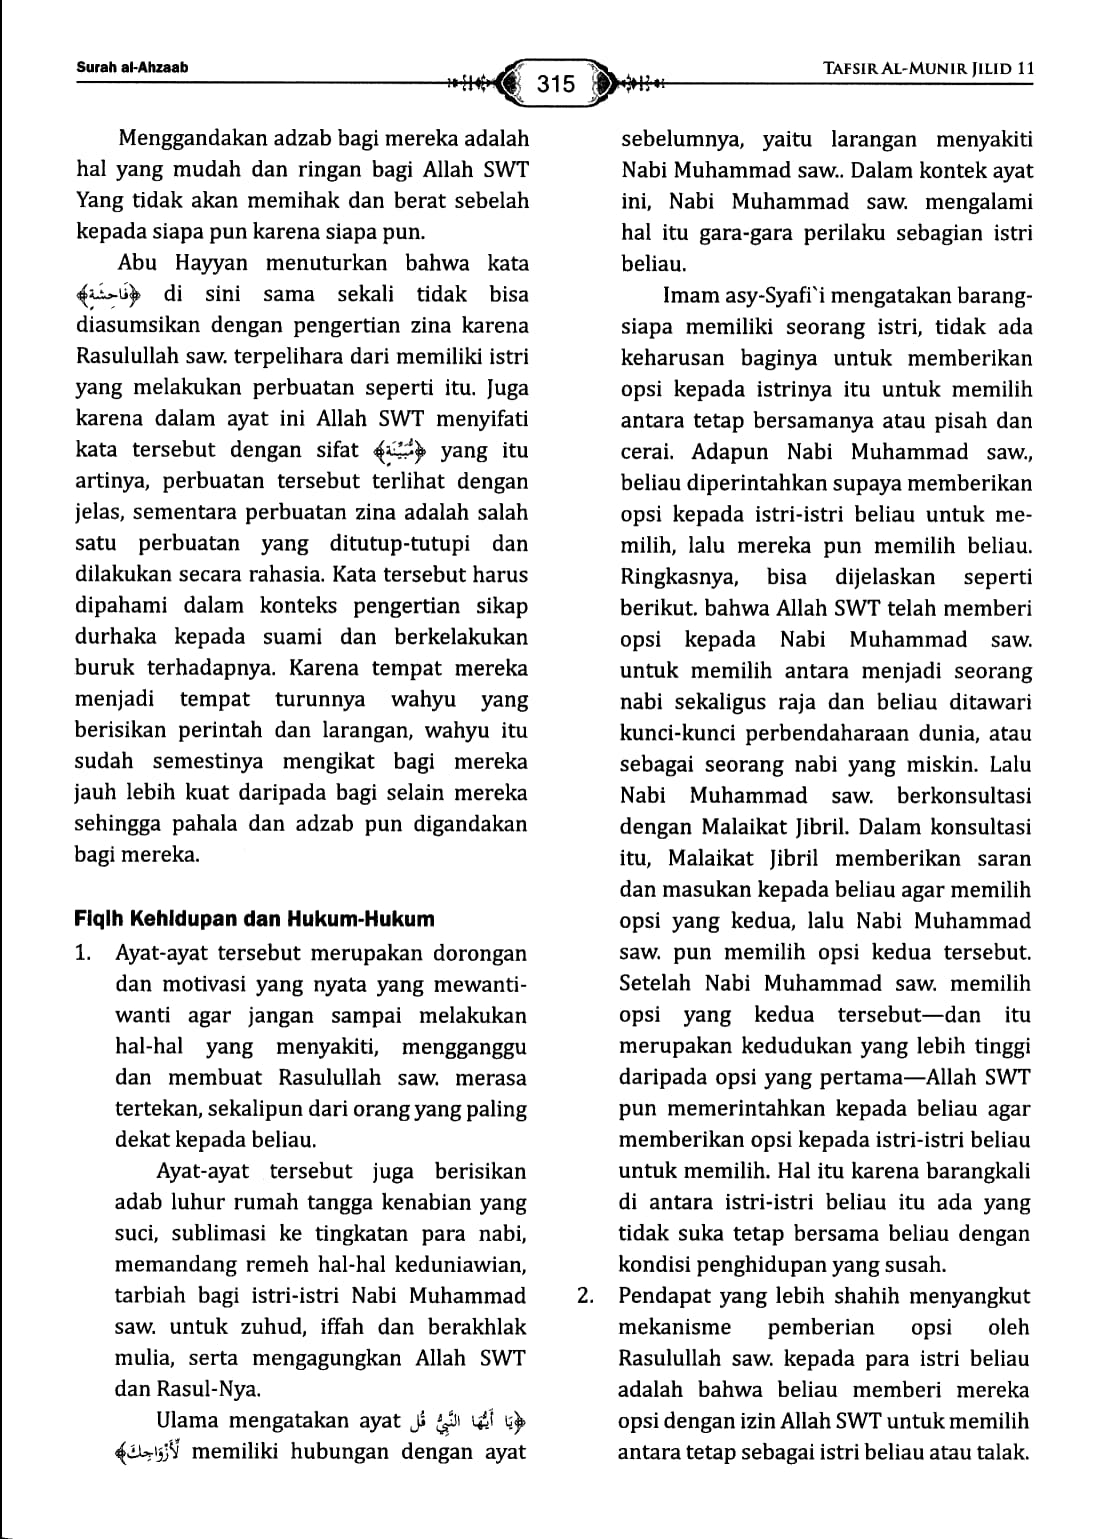 Surah al-Ahzaab
315
TAFSIR AL-MUNIR JILID 11
Menggandakan adzab bagi mereka adalah
hal yang mudah dan ringan bagi Allah SWT
Yang tidak akan memihak dan berat sebelah
kepada siapa pun karena siapa pun.
Abu Hayyan menuturkan bahwa kata
﴿فَاحِشَةٍ﴾ di sini sama sekali tidak bisa
diasumsikan dengan pengertian zina karena
Rasulullah saw. terpelihara dari memiliki istri
yang melakukan perbuatan seperti itu. Juga
karena dalam ayat ini Allah SWT menyifati
kata tersebut dengan sifat ﴿مُّبَيِّنَةٍ﴾ yang itu
artinya, perbuatan tersebut terlihat dengan
jelas, sementara perbuatan zina adalah salah
satu perbuatan yang ditutup-tutupi dan
dilakukan secara rahasia. Kata tersebut harus
dipahami dalam konteks pengertian sikap
durhaka kepada suami dan berkelakukan
buruk terhadapnya. Karena tempat mereka
menjadi tempat turunnya wahyu yang
berisikan perintah dan larangan, wahyu itu
sudah semestinya mengikat bagi mereka
jauh lebih kuat daripada bagi selain mereka
sehingga pahala dan adzab pun digandakan
bagi mereka.
Fiqih Kehidupan dan Hukum-Hukum
1. Ayat-ayat tersebut merupakan dorongan
dan motivasi yang nyata yang mewanti-
wanti agar jangan sampai melakukan
hal-hal yang menyakiti, mengganggu
dan membuat Rasulullah saw. merasa
tertekan, sekalipun dari orang yang paling
dekat kepada beliau.
Ayat-ayat tersebut juga berisikan
adab luhur rumah tangga kenabian yang
suci, sublimasi ke tingkatan para nabi,
memandang remeh hal-hal keduniawian,
tarbiah bagi istri-istri Nabi Muhammad
saw. untuk zuhud, iffah dan berakhlak
mulia, serta mengagungkan Allah SWT
dan Rasul-Nya.
Ulama mengatakan ayat ﴿يَا أَيُّهَا النَّبِيُّ قُل
لِّأَزْوَاجِكَ﴾ memiliki hubungan dengan ayat
sebelumnya, yaitu larangan menyakiti
Nabi Muhammad saw.. Dalam kontek ayat
ini, Nabi Muhammad saw. mengalami
hal itu gara-gara perilaku sebagian istri
beliau.
Imam asy-Syafi`i mengatakan barang-
siapa memiliki seorang istri, tidak ada
keharusan baginya untuk memberikan
opsi kepada istrinya itu untuk memilih
antara tetap bersamanya atau pisah dan
cerai. Adapun Nabi Muhammad saw.,
beliau diperintahkan supaya memberikan
opsi kepada istri-istri beliau untuk me-
milih, lalu mereka pun memilih beliau.
Ringkasnya, bisa dijelaskan seperti
berikut. bahwa Allah SWT telah memberi
opsi kepada Nabi Muhammad saw.
untuk memilih antara menjadi seorang
nabi sekaligus raja dan beliau ditawari
kunci-kunci perbendaharaan dunia, atau
sebagai seorang nabi yang miskin. Lalu
Nabi Muhammad saw. berkonsultasi
dengan Malaikat Jibril. Dalam konsultasi
itu, Malaikat Jibril memberikan saran
dan masukan kepada beliau agar memilih
opsi yang kedua, lalu Nabi Muhammad
saw. pun memilih opsi kedua tersebut.
Setelah Nabi Muhammad saw. memilih
opsi yang kedua tersebut—dan itu
merupakan kedudukan yang lebih tinggi
daripada opsi yang pertama—Allah SWT
pun memerintahkan kepada beliau agar
memberikan opsi kepada istri-istri beliau
untuk memilih. Hal itu karena barangkali
di antara istri-istri beliau itu ada yang
tidak suka tetap bersama beliau dengan
kondisi penghidupan yang susah.
2. Pendapat yang lebih shahih menyangkut
mekanisme pemberian opsi oleh
Rasulullah saw. kepada para istri beliau
adalah bahwa beliau memberi mereka
opsi dengan izin Allah SWT untuk memilih
antara tetap sebagai istri beliau atau talak.